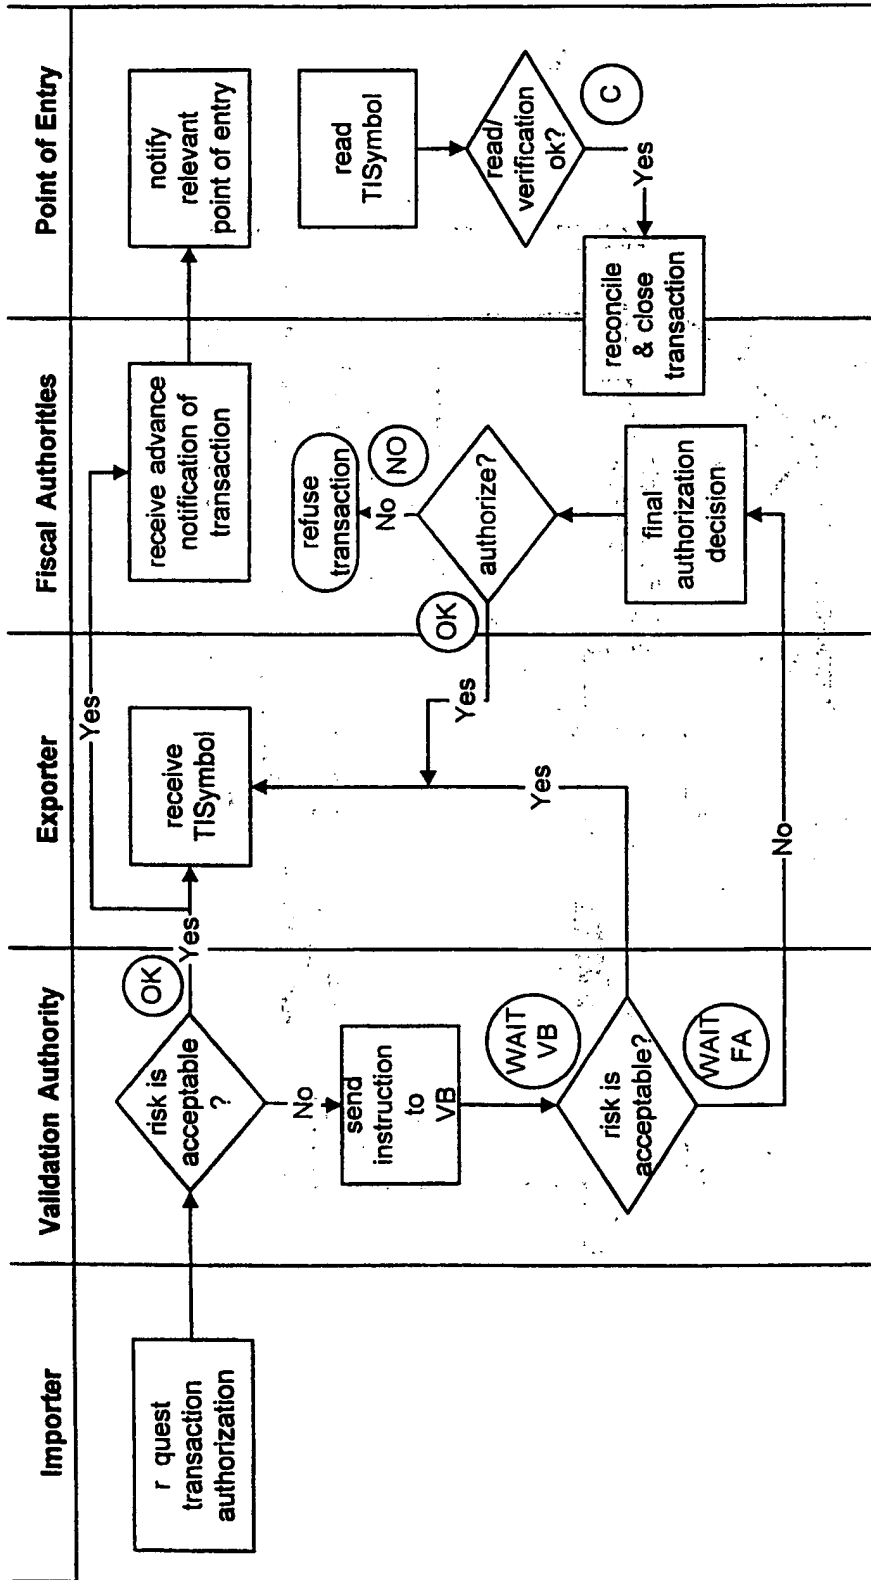 Importer
Validation Authority
Exporter
Fiscal Authorities
Point of Entry
r quest
transaction
authorization
risk is
acceptable
?
OK
Yes
Yes
receive
TISymbol
receive advance
notification of
transaction
notify
relevant
point of entry
No
send
instruction
to
VB
WAIT
VB
risk is
acceptable?
WAIT
FA
Yes
No
final
authorization
decision
authorize?
OK
Yes
No
NO
refuse
transaction
read
TISymbol
read/
verification
ok?
C
Yes
reconcile
& close
transaction